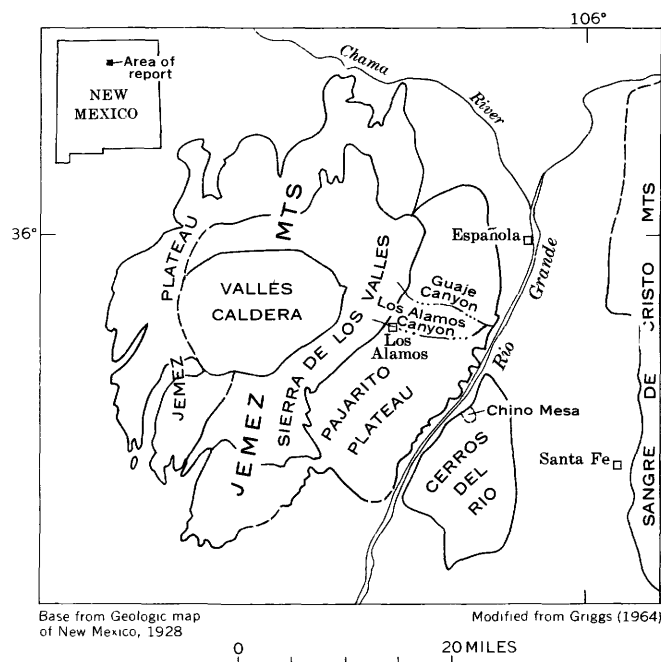 106°
Area of
report
NEW
MEXICO
Chama
River
36°
PLATEAU
JEMEZ
MTS
JEMEZ
VALLES
CALDERA
SIERRA DE LOS VALLES
Española
Guaje
Canyon
Los Alamos
Canyon
Los
Alamos
PAJARITO
PLATEAU
Rio
Grande
Chino Mesa
CERROS
DEL
RIO
Santa Fe
SANGRE DE CRISTO MTS
Base from Geologic map
of New Mexico, 1928
Modified from Griggs (1964)
0 20 MILES